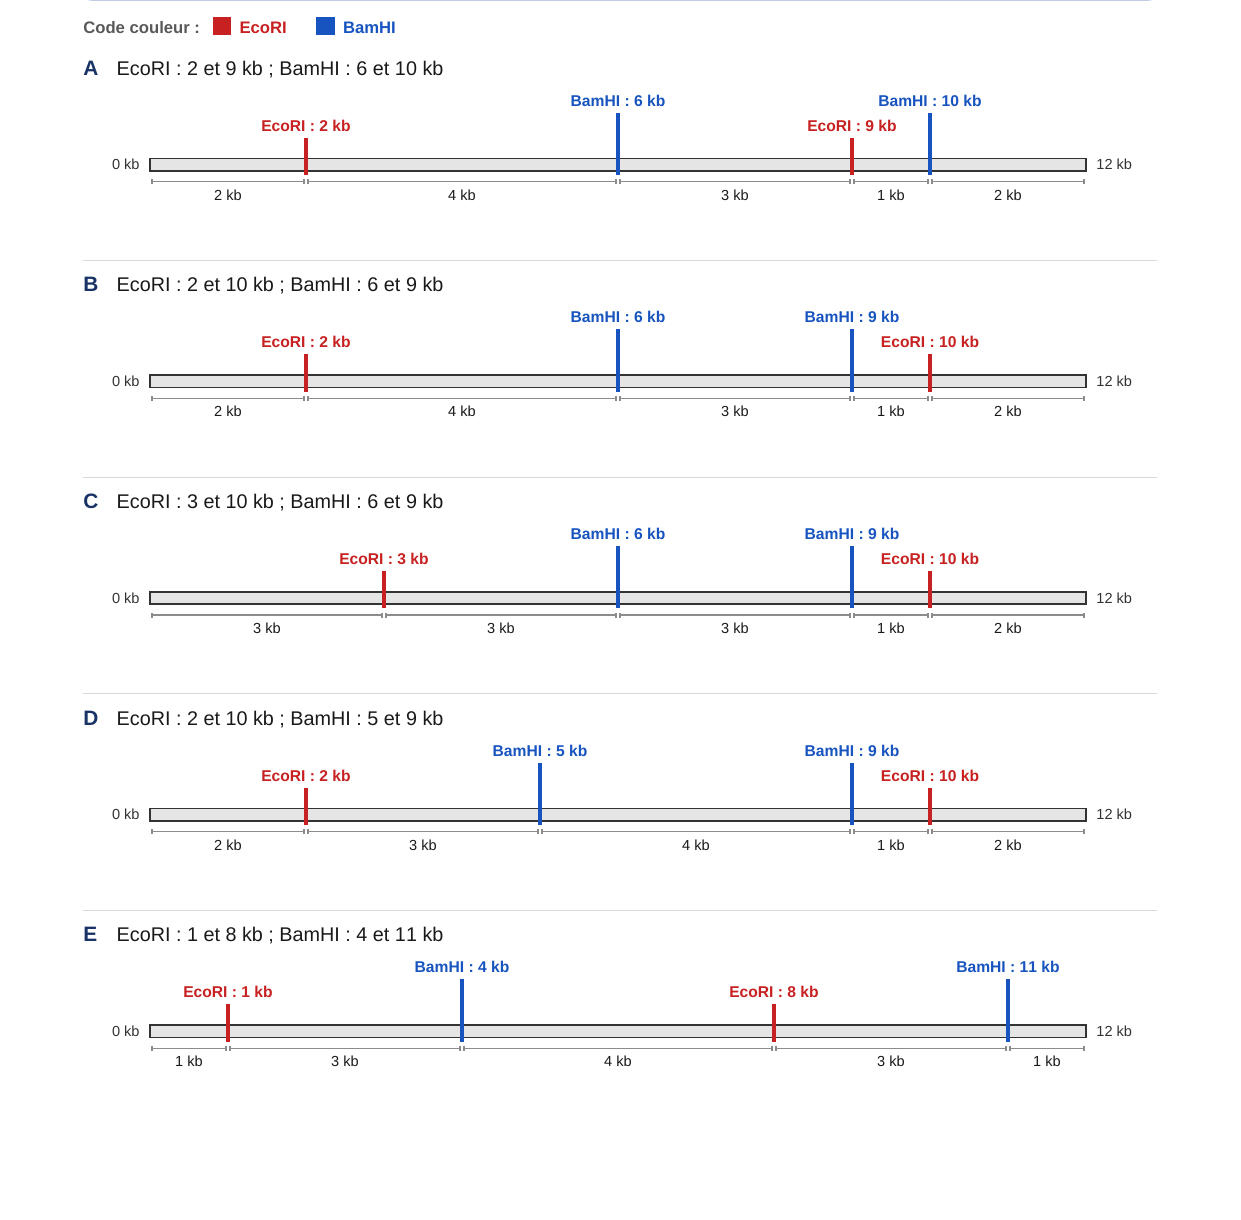 Code couleur : EcoRI BamHI
A EcoRI : 2 et 9 kb ; BamHI : 6 et 10 kb
BamHI : 6 kb BamHI : 10 kb
EcoRI : 2 kb EcoRI : 9 kb
0 kb 12 kb
2 kb 4 kb 3 kb 1 kb 2 kb
B EcoRI : 2 et 10 kb ; BamHI : 6 et 9 kb
BamHI : 6 kb BamHI : 9 kb
EcoRI : 2 kb EcoRI : 10 kb
0 kb 12 kb
2 kb 4 kb 3 kb 1 kb 2 kb
C EcoRI : 3 et 10 kb ; BamHI : 6 et 9 kb
BamHI : 6 kb BamHI : 9 kb
EcoRI : 3 kb EcoRI : 10 kb
0 kb 12 kb
3 kb 3 kb 3 kb 1 kb 2 kb
D EcoRI : 2 et 10 kb ; BamHI : 5 et 9 kb
BamHI : 5 kb BamHI : 9 kb
EcoRI : 2 kb EcoRI : 10 kb
0 kb 12 kb
2 kb 3 kb 4 kb 1 kb 2 kb
E EcoRI : 1 et 8 kb ; BamHI : 4 et 11 kb
BamHI : 4 kb BamHI : 11 kb
EcoRI : 1 kb EcoRI : 8 kb
0 kb 12 kb
1 kb 3 kb 4 kb 3 kb 1 kb